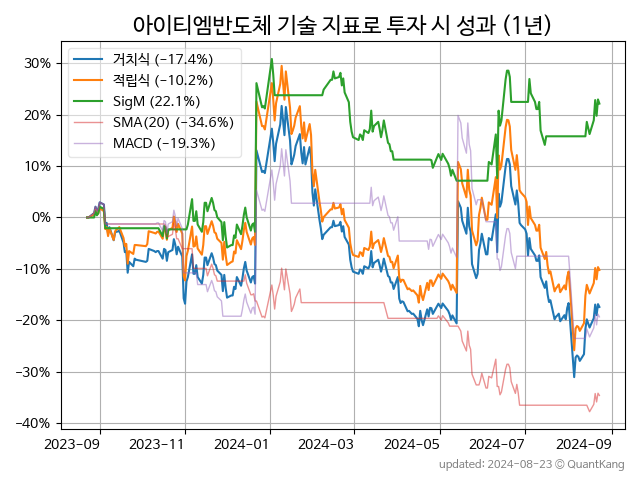 아이티엠반도체 기술 지표로 투자 시 성과 (1년)
거치식 (−17.4%)
적립식 (−10.2%)
SigM (22.1%)
SMA(20) (−34.6%)
MACD (−19.3%)
30%
20%
10%
0%
−10%
−20%
−30%
−40%
2023-09 2023-11 2024-01 2024-03 2024-05 2024-07 2024-09
updated: 2024-08-23 ⓒ QuantKang